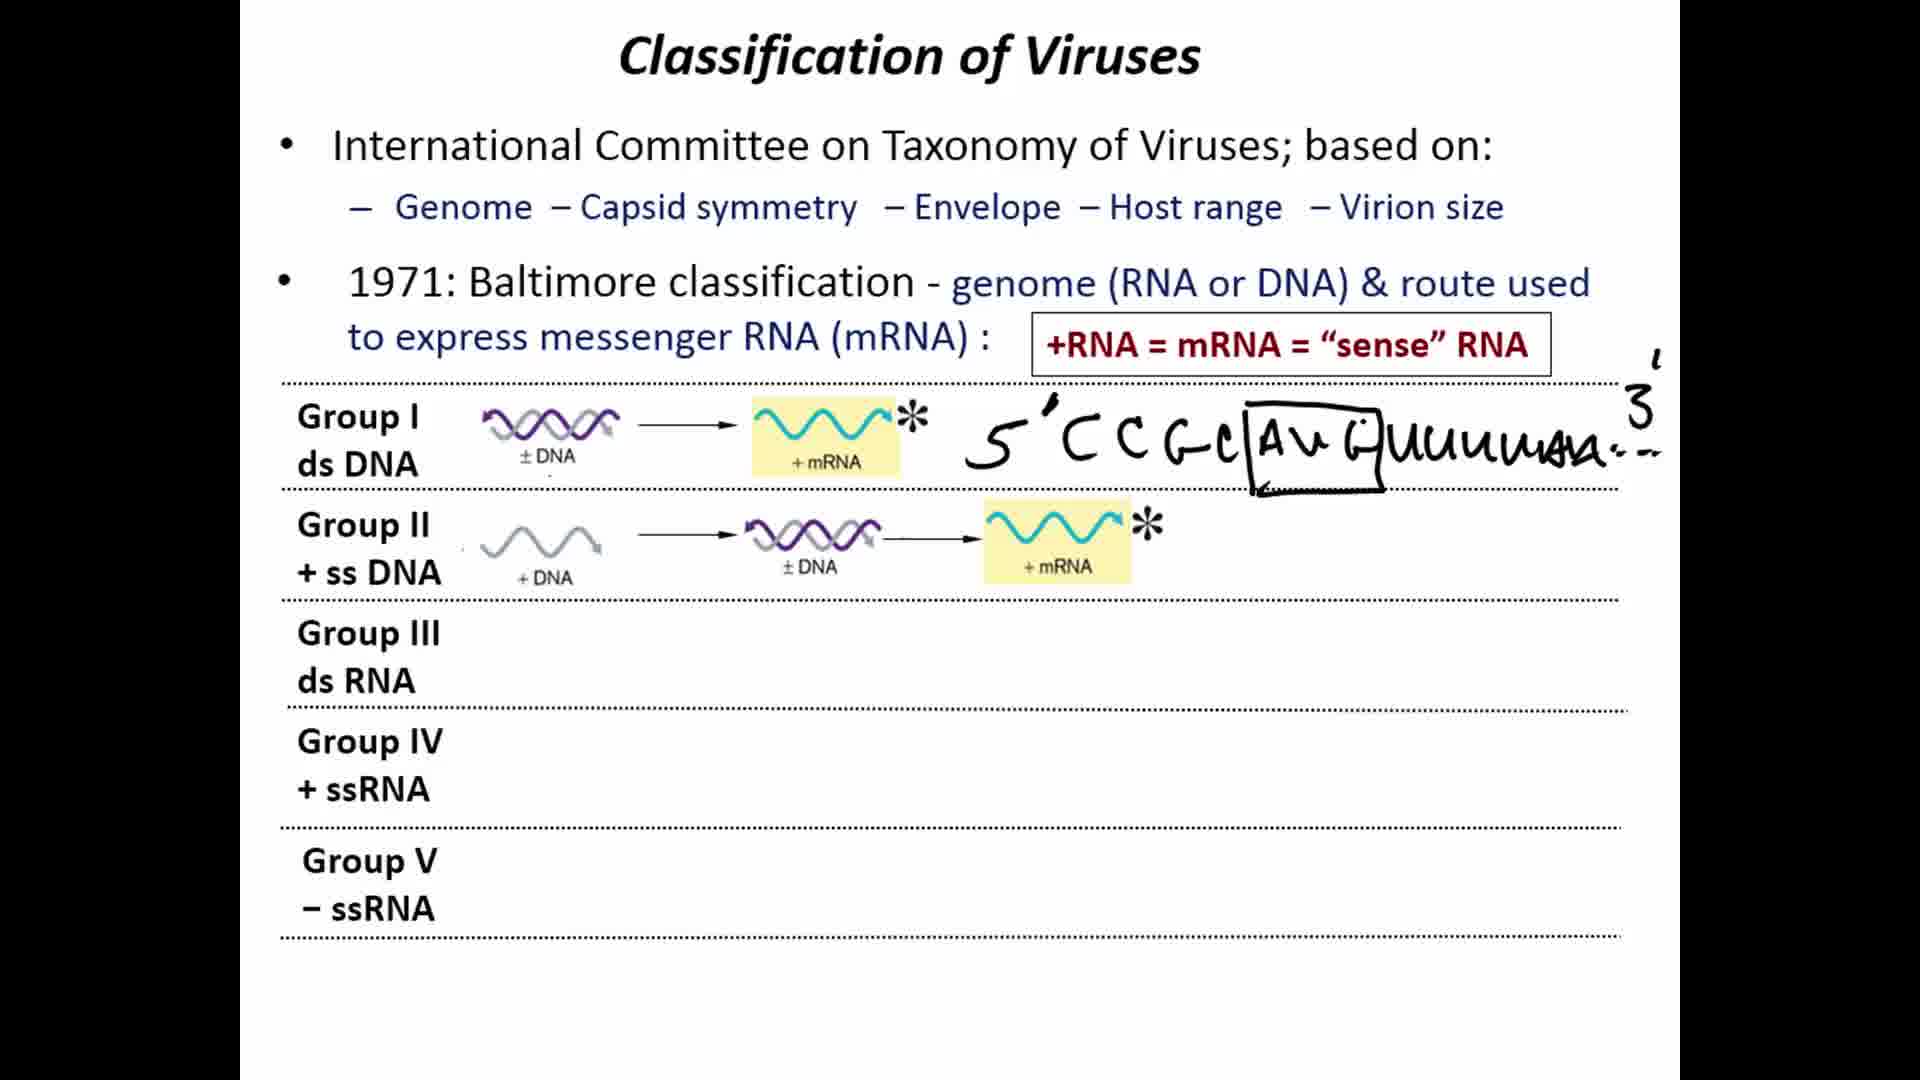 Classification of Viruses
• International Committee on Taxonomy of Viruses; based on:
– Genome – Capsid symmetry – Envelope – Host range – Virion size
• 1971: Baltimore classification - genome (RNA or DNA) & route used
to express messenger RNA (mRNA) :
+RNA = mRNA = “sense” RNA
Group I
ds DNA
± DNA
+ mRNA
*
5' CCGC AUG UUUU
3'
Group II
+ ss DNA
+ DNA
± DNA
+ mRNA
*
Group III
ds RNA
Group IV
+ ssRNA
Group V
– ssRNA